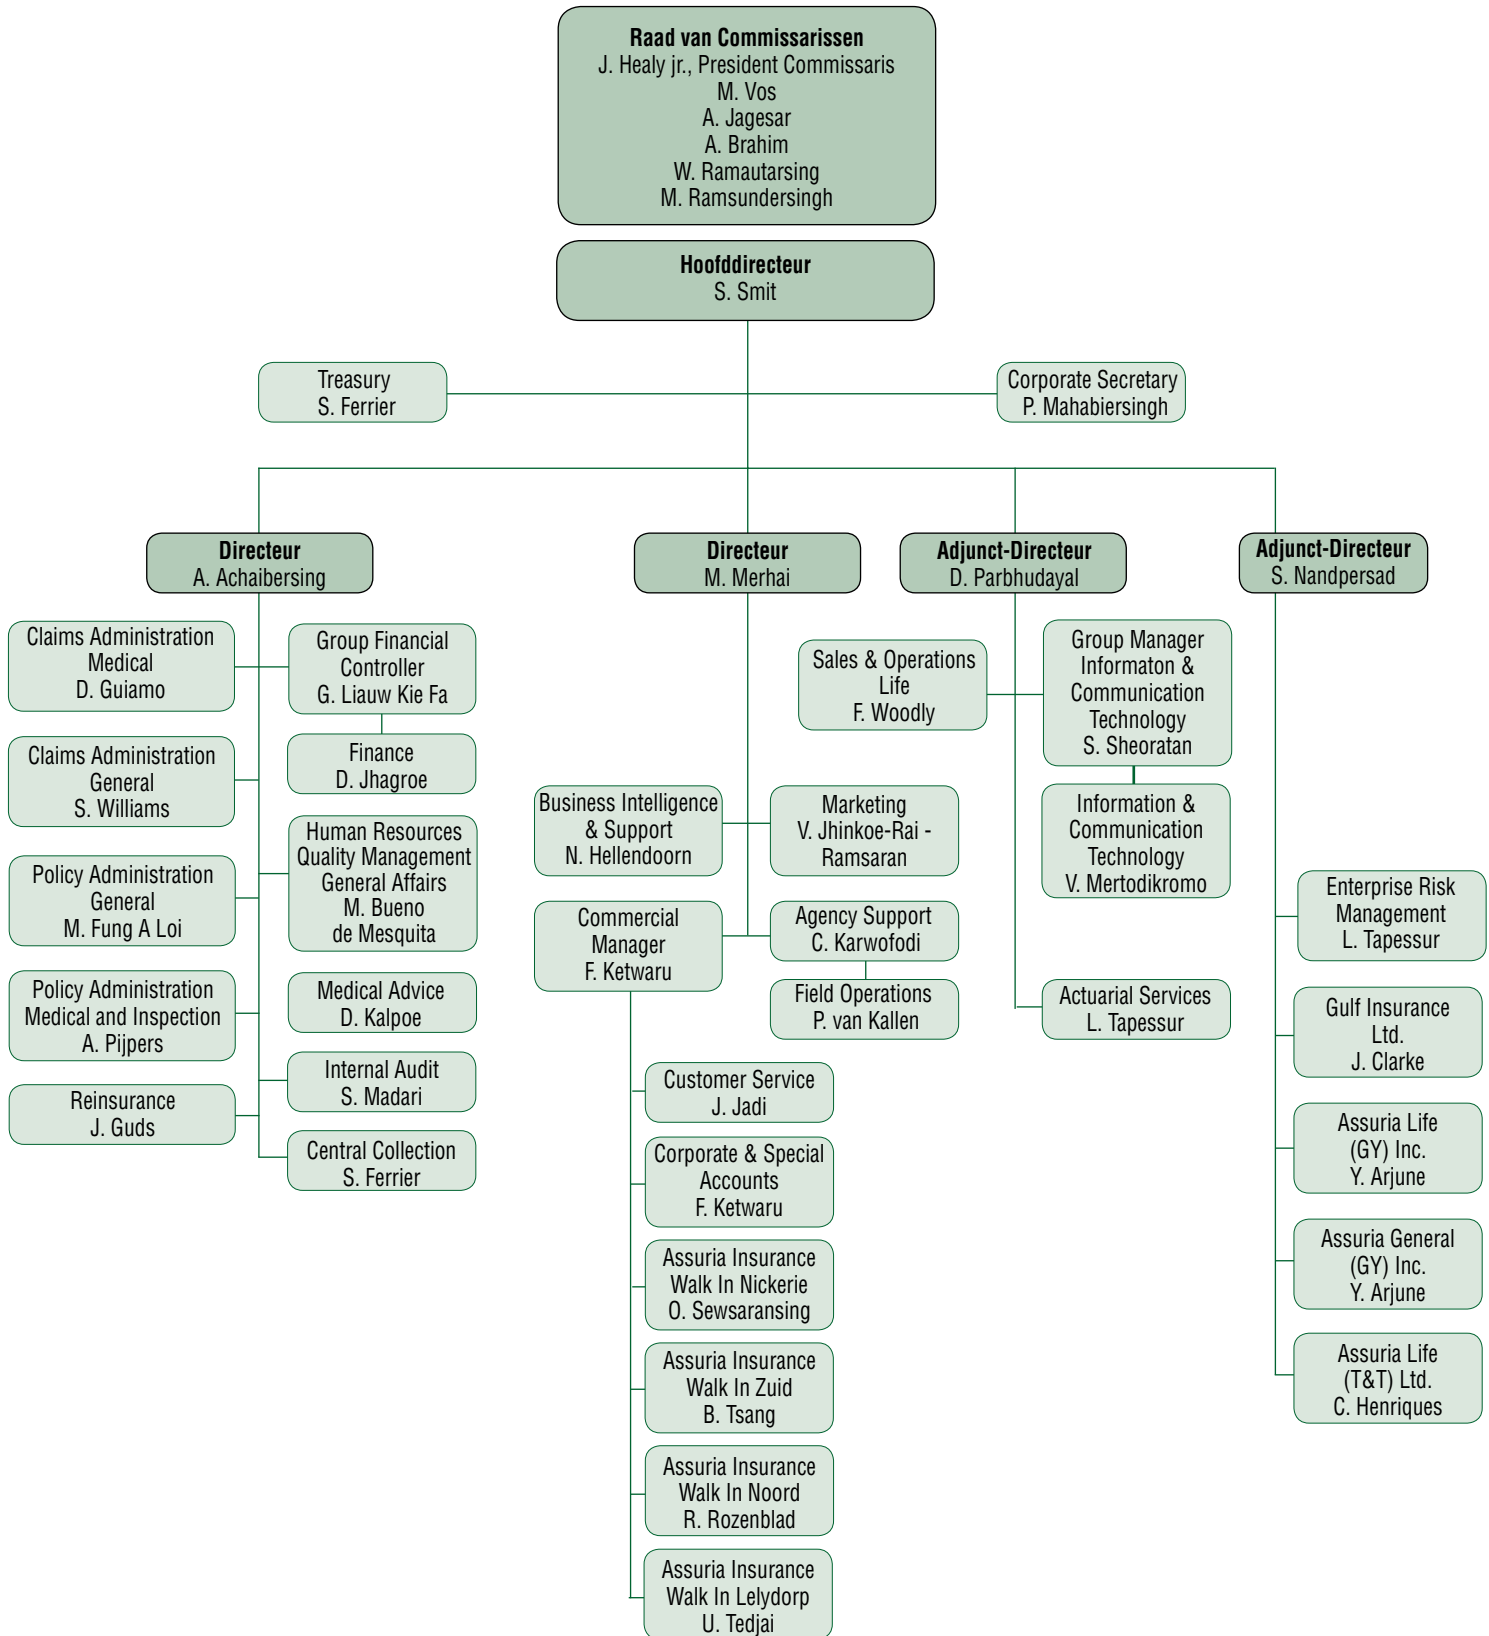 Raad van Commissarissen
J. Healy jr., President Commissaris
M. Vos
A. Jagesar
A. Brahim
W. Ramautarsing
M. Ramsundersingh
Hoofddirecteur
S. Smit
Treasury
S. Ferrier
Corporate Secretary
P. Mahabiersingh
Directeur
A. Achaibersing
Directeur
M. Merhai
Adjunct-Directeur
D. Parbhudayal
Adjunct-Directeur
S. Nandpersad
Claims Administration
Medical
D. Guiamo
Group Financial
Controller
G. Liauw Kie Fa
Claims Administration
General
S. Williams
Finance
D. Jhagroe
Policy Administration
General
M. Fung A Loi
Human Resources
Quality Management
General Affairs
M. Bueno
de Mesquita
Policy Administration
Medical and Inspection
A. Pijpers
Medical Advice
D. Kalpoe
Reinsurance
J. Guds
Internal Audit
S. Madari
Central Collection
S. Ferrier
Business Intelligence
& Support
N. Hellendoorn
Marketing
V. Jhinkoe-Rai -
Ramsaran
Commercial
Manager
F. Ketwaru
Agency Support
C. Karwofodi
Field Operations
P. van Kallen
Customer Service
J. Jadi
Corporate & Special
Accounts
F. Ketwaru
Assuria Insurance
Walk In Nickerie
O. Sewsaransing
Assuria Insurance
Walk In Zuid
B. Tsang
Assuria Insurance
Walk In Noord
R. Rozenblad
Assuria Insurance
Walk In Lelydorp
U. Tedjai
Sales & Operations
Life
F. Woodly
Group Manager
Informaton &
Communication
Technology
S. Sheoratan
Information &
Communication
Technology
V. Mertodikromo
Actuarial Services
L. Tapessur
Enterprise Risk
Management
L. Tapessur
Gulf Insurance
Ltd.
J. Clarke
Assuria Life
(GY) Inc.
Y. Arjune
Assuria General
(GY) Inc.
Y. Arjune
Assuria Life
(T&T) Ltd.
C. Henriques